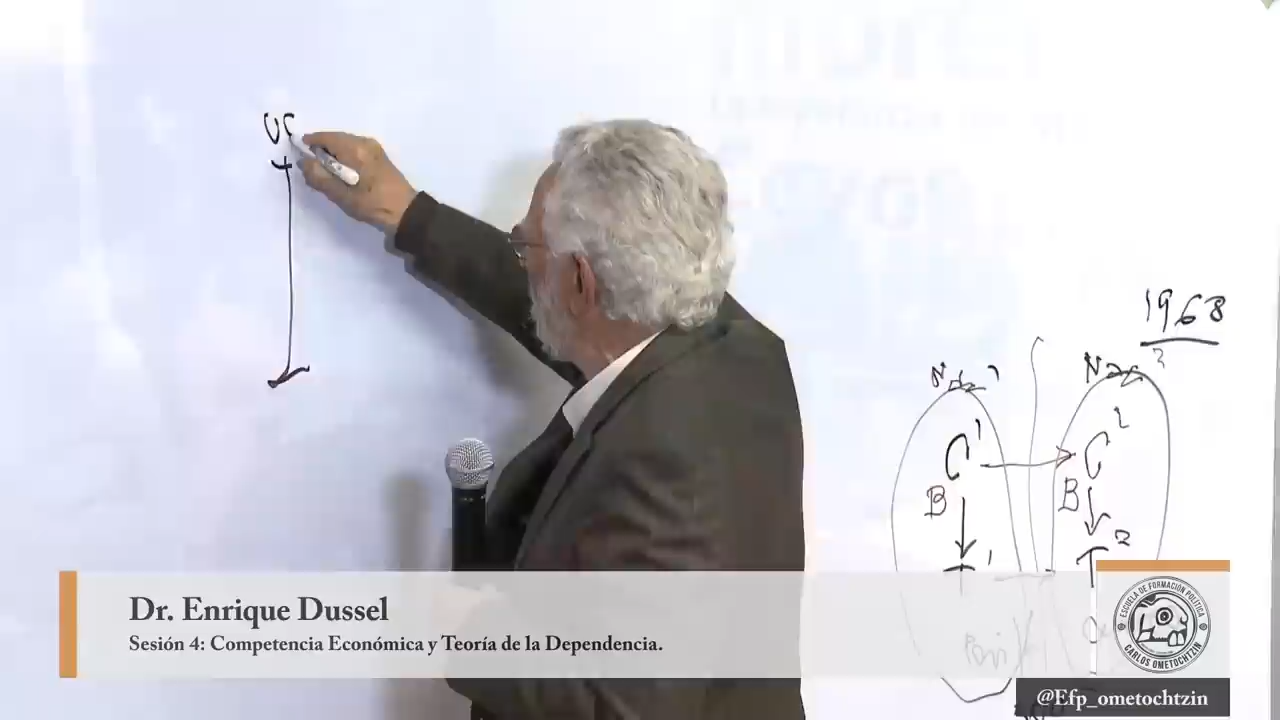 1968
C¹
C²
B
B
T¹
T²
Dr. Enrique Dussel
Sesión 4: Competencia Económica y Teoría de la Dependencia.
ESCUELA DE FORMACIÓN POLÍTICA
CARLOS OMETOCHTZIN
@Efp_ometochtzin